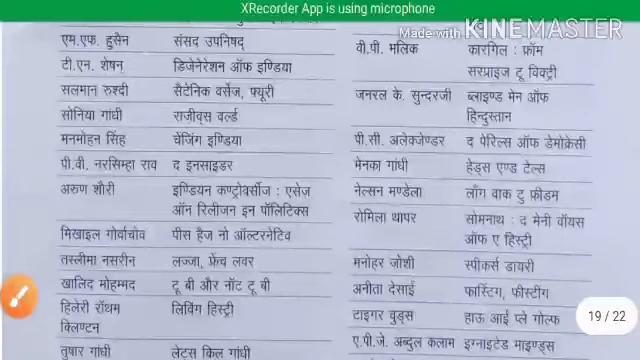 XRecorder App is using microphone
Made with KINEMASTER
एम.एफ. हुसैन संसद उपनिषद्
टी.एन. शेषन् डिजेनेरेशन ऑफ इण्डिया
सलमान रुश्दी सैटेनिक वर्सेज, फ्यूरी
सोनिया गांधी राजीव्स वर्ल्ड
मनमोहन सिंह चेंजिंग इण्डिया
पी.वी. नरसिम्हा राव द इनसाइडर
अरुण शौरी इण्डियन कण्ट्रोवर्सीज : एसेज
ऑन रिलीजन इन पॉलिटिक्स
मिखाइल गोर्वाचोव पीस हैज नो ऑल्टरनेटिव
तस्लीमा नसरीन लज्जा, फ्रेंच लवर
खालिद मोहम्मद टू बी और नॉट टू बी
हिलेरी रॉथम लिविंग हिस्ट्री
क्लिण्टन
तुषार गांधी लेट्स किल गांधी
वी.पी. मलिक कारगिल : फ्रॉम
सरप्राइज टू विक्ट्री
जनरल के. सुन्दरजी ब्लाइण्ड मेन ऑफ
हिन्दुस्तान
पी.सी. अलेक्जेण्डर द पेरिल्स ऑफ डेमोक्रेसी
मेनका गांधी हेड्स एण्ड टेल्स
नेल्सन मण्डेला लाँग वाक टु फ्रीडम
रोमिला थापर सोमनाथ : द मेनी वॉयस
ऑफ ए हिस्ट्री
मनोहर जोशी स्पीकर्स डायरी
अनीता देसाई फास्टिंग, फीस्टींग
टाइगर वुड्स हाऊ आई प्ले गोल्फ
ए.पी.जे. अब्दुल कलाम इग्नाइटेड माइण्ड्स
19 / 22